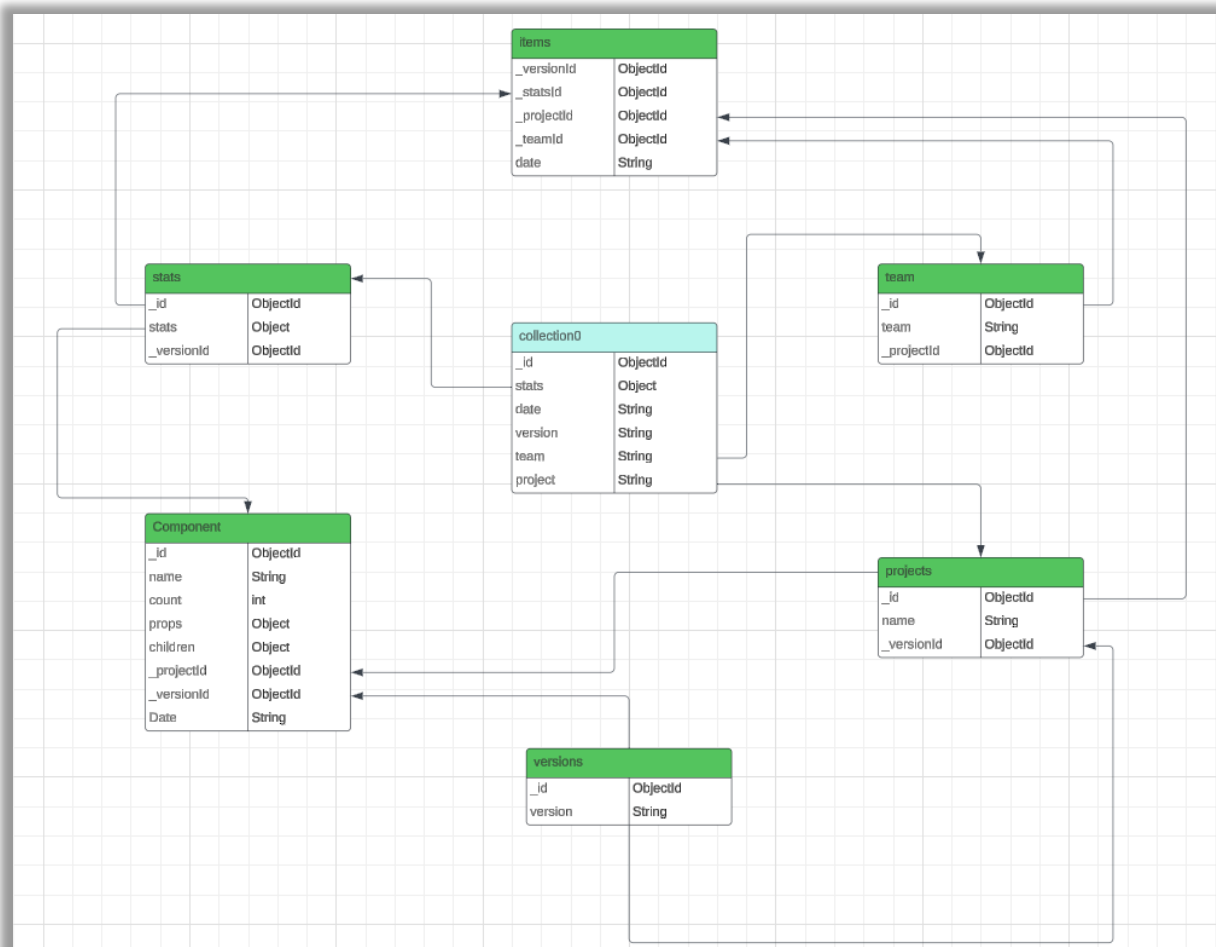 items
_versionId ObjectId
_statsId ObjectId
_projectId ObjectId
_teamId ObjectId
date String
stats
_id ObjectId
stats Object
_versionId ObjectId
team
_id ObjectId
team String
_projectId ObjectId
collection0
_id ObjectId
stats Object
date String
version String
team String
project String
Component
_id ObjectId
name String
count int
props Object
children Object
_projectId ObjectId
_versionId ObjectId
Date String
projects
_id ObjectId
name String
_versionId ObjectId
versions
_id ObjectId
version String